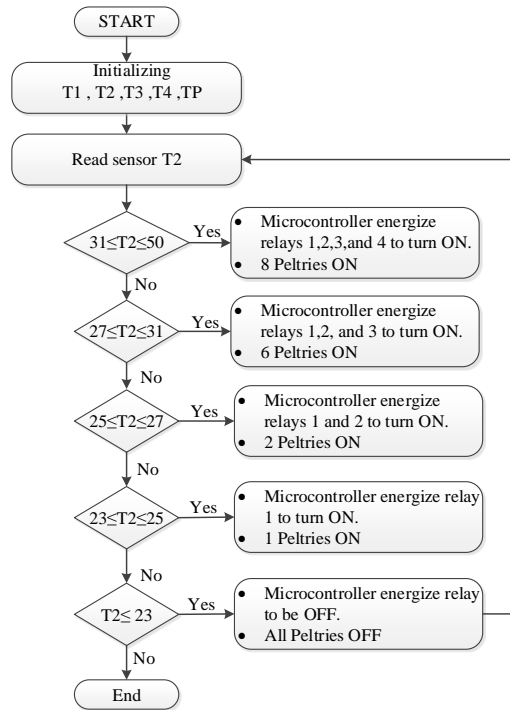 START
Initializing
T1 , T2 ,T3 ,T4 ,TP
Read sensor T2
31≤T2≤50
Yes
• Microcontroller energize
relays 1,2,3,and 4 to turn ON.
• 8 Peltries ON
No
27≤T2≤31
Yes
• Microcontroller energize
relays 1,2, and 3 to turn ON.
• 6 Peltries ON
No
25≤T2≤27
Yes
• Microcontroller energize
relays 1 and 2 to turn ON.
• 2 Peltries ON
No
23≤T2≤25
Yes
• Microcontroller energize relay
1 to turn ON.
• 1 Peltries ON
No
T2≤ 23
Yes
• Microcontroller energize relay
to be OFF.
• All Peltries OFF
No
End